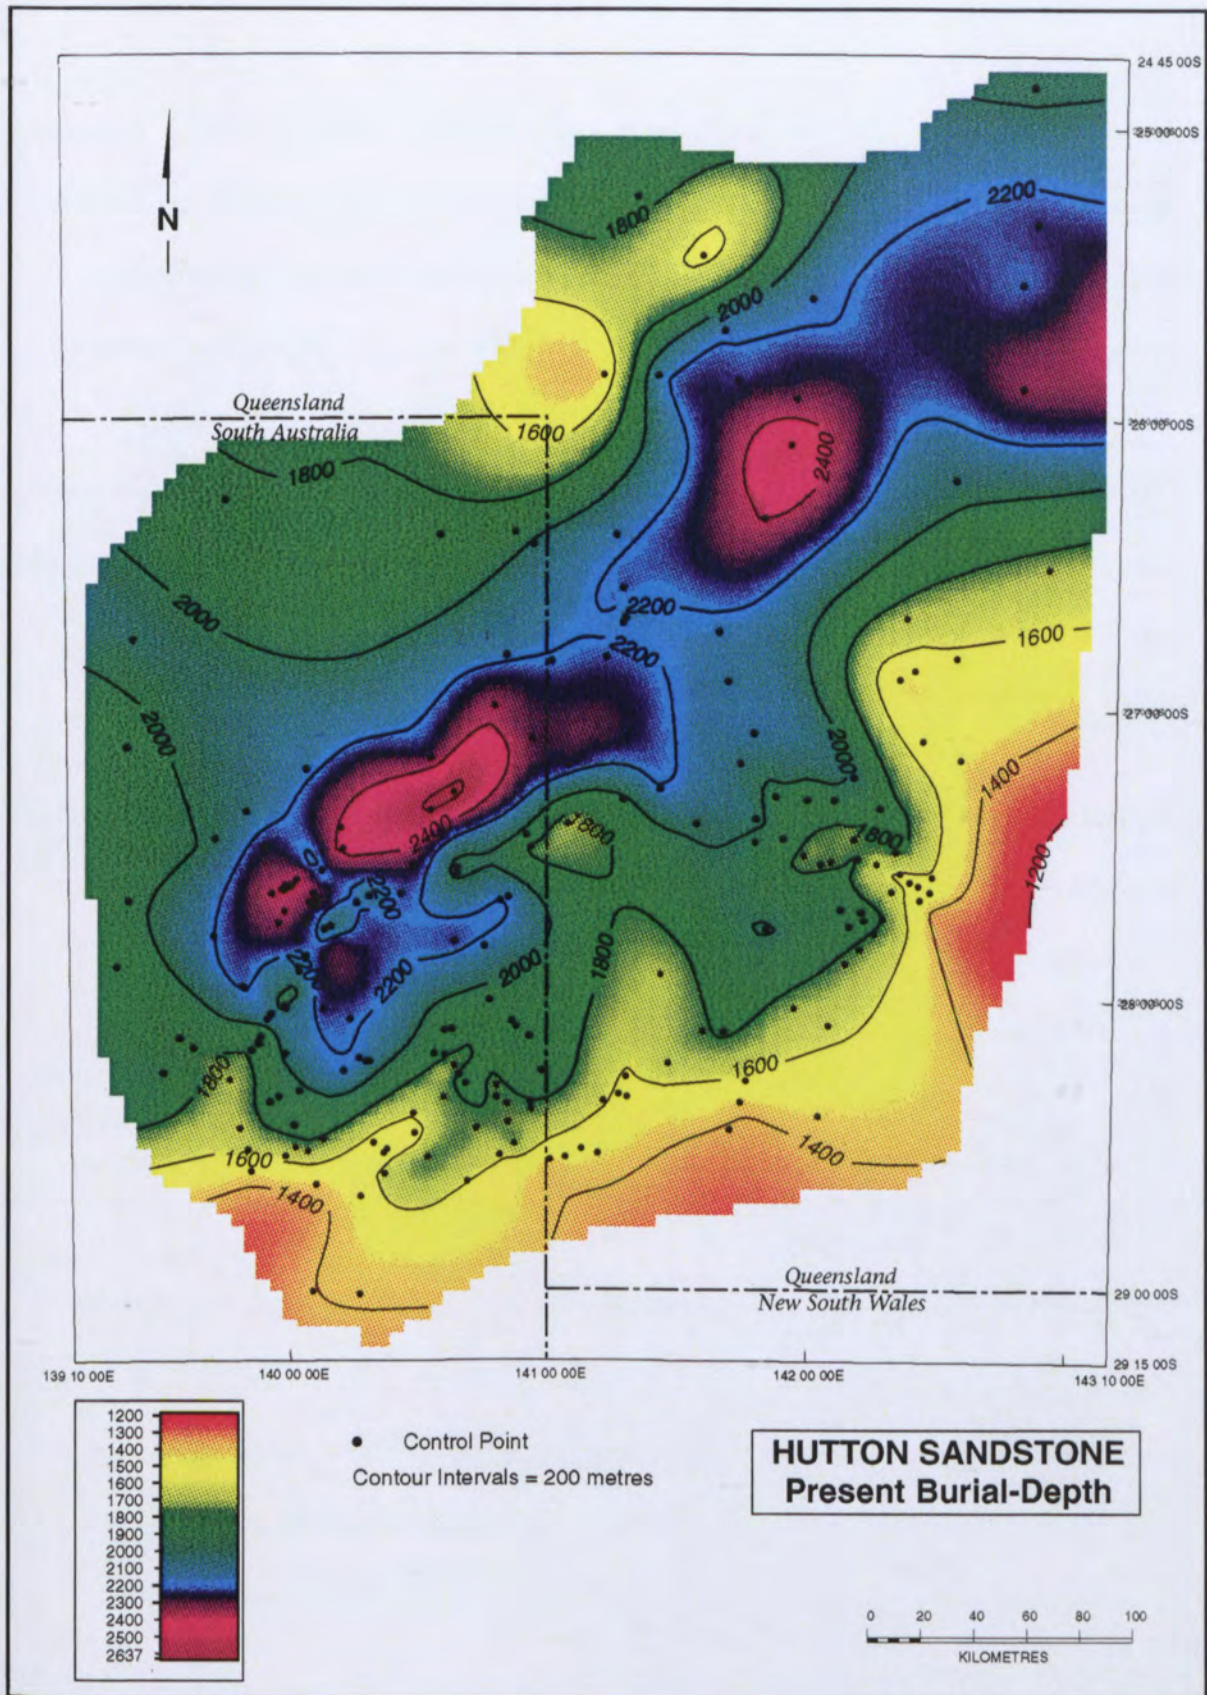 24 45 00S
25 00 00S
2200
1800
2000
Queensland
South Australia
1600
26 00 00S
2400
1800
2000
2200
1600
2200
27 00 00S
2000
2000
1400
1800
1800
2400
1200
2200
2200
2200
2000
1800
28 00 00S
1800
1600
1600
1400
1400
Queensland
New South Wales
29 00 00S
29 15 00S
139 10 00E
140 00 00E
141 00 00E
142 00 00E
143 10 00E
1200
1300
1400
1500
1600
1700
1800
1900
2000
2100
2200
2300
2400
2500
2637
N
Control Point
Contour Intervals = 200 metres
HUTTON SANDSTONE
Present Burial-Depth
0 20 40 60 80 100
KILOMETRES